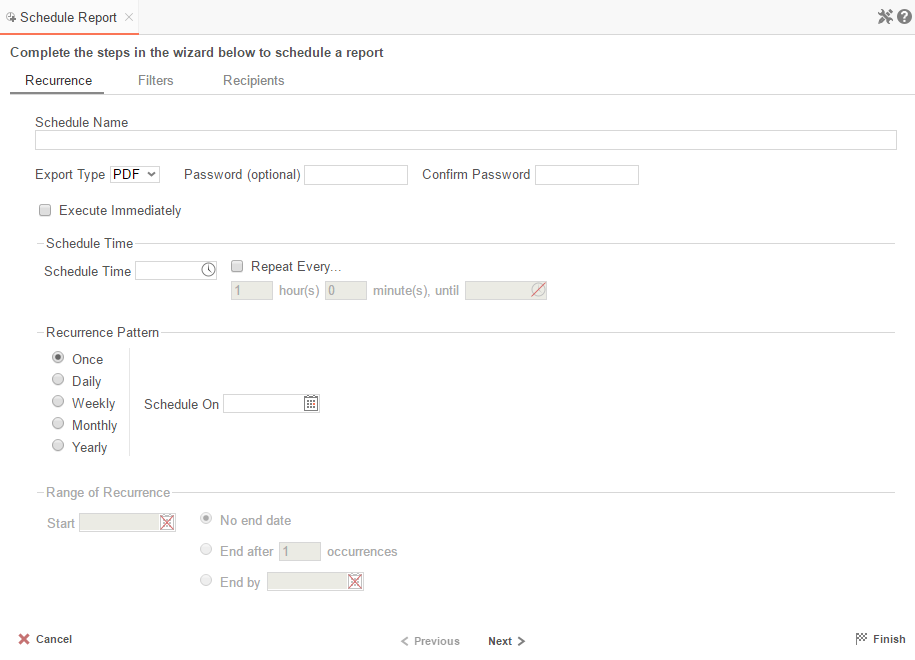 Schedule Report
Complete the steps in the wizard below to schedule a report
Recurrence Filters Recipients
Schedule Name
Export Type PDF Password (optional) Confirm Password
Execute Immediately
Schedule Time
Schedule Time Repeat Every...
1 hour(s) 0 minute(s), until
Recurrence Pattern
Once
Daily
Weekly
Schedule On
Monthly
Yearly
Range of Recurrence
Start No end date
End after 1 occurrences
End by
Cancel Previous Next Finish